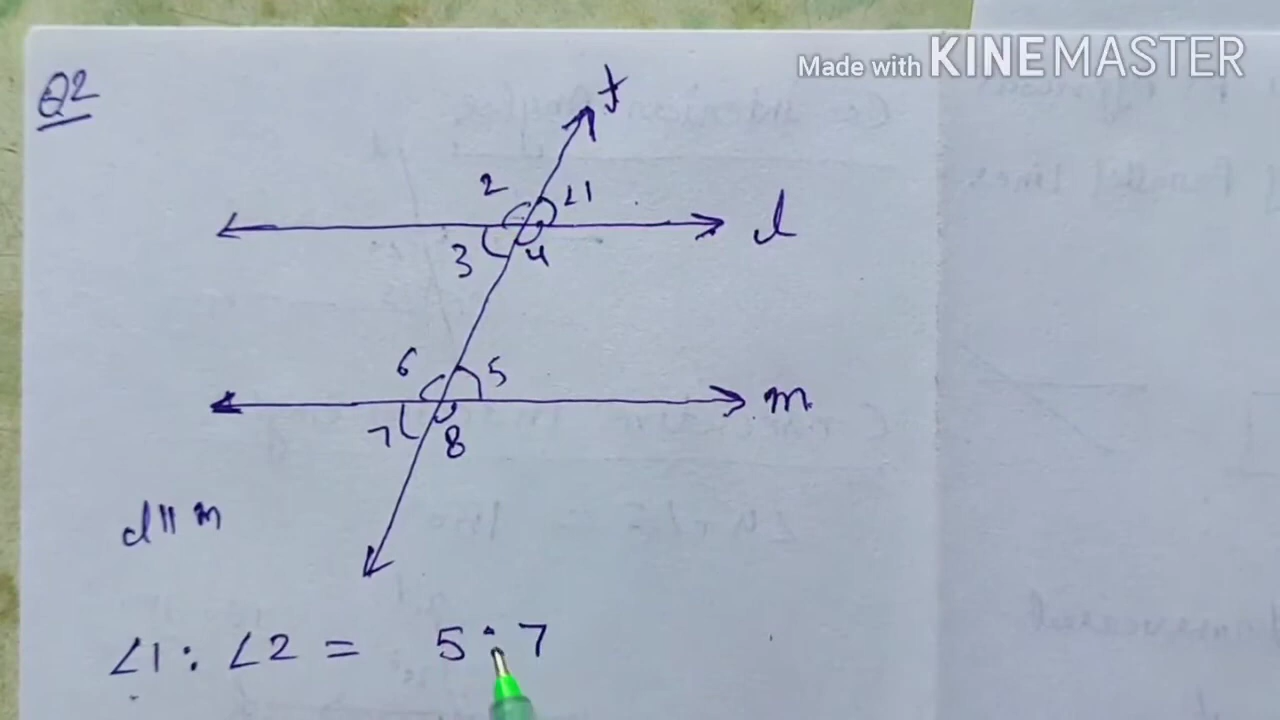 Made with KINEMASTER
Q2
t
2 ∠1
l
3 4
6 5
m
7 8
l || m
∠1 : ∠2 = 5 : 7